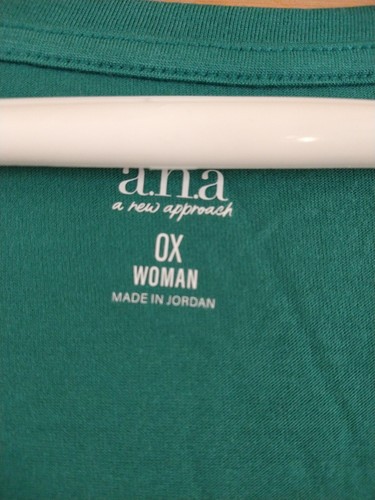 a.n.a
a new approach
0X
WOMAN
MADE IN JORDAN